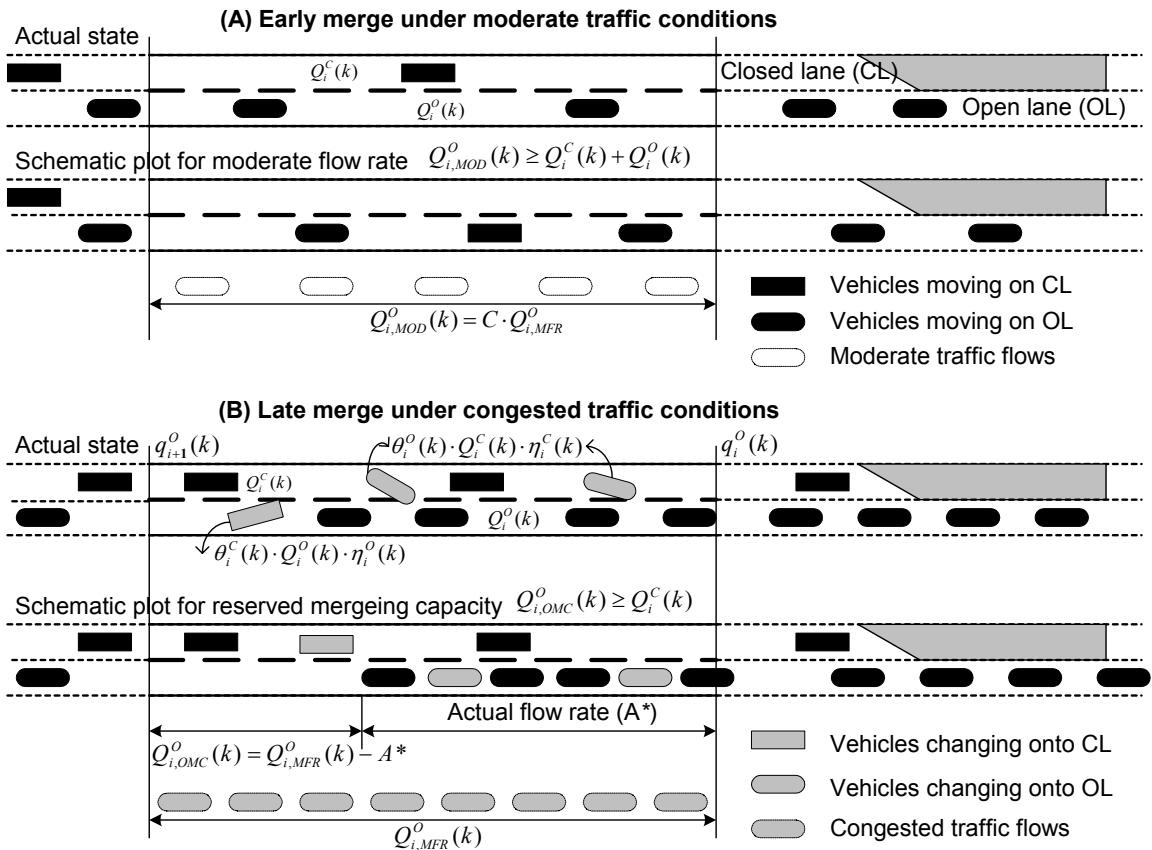 (A) Early merge under moderate traffic conditions
Actual state
Q_i^C(k)
Closed lane (CL)
Q_i^O(k)
Open lane (OL)
Schematic plot for moderate flow rate Q_{i,MOD}^O(k) ≥ Q_i^C(k) + Q_i^O(k)
Q_{i,MOD}^O(k) = C · Q_{i,MFR}^O
Vehicles moving on CL
Vehicles moving on OL
Moderate traffic flows
(B) Late merge under congested traffic conditions
Actual state
q_{i+1}^O(k)
θ_i^O(k) · Q_i^C(k) · η_i^C(k)
q_i^O(k)
Q_i^C(k)
Q_i^O(k)
θ_i^C(k) · Q_i^O(k) · η_i^O(k)
Schematic plot for reserved mergeing capacity Q_{i,OMC}^O(k) ≥ Q_i^C(k)
Actual flow rate (A*)
Q_{i,OMC}^O(k) = Q_{i,MFR}^O(k) − A*
Q_{i,MFR}^O(k)
Vehicles changing onto CL
Vehicles changing onto OL
Congested traffic flows